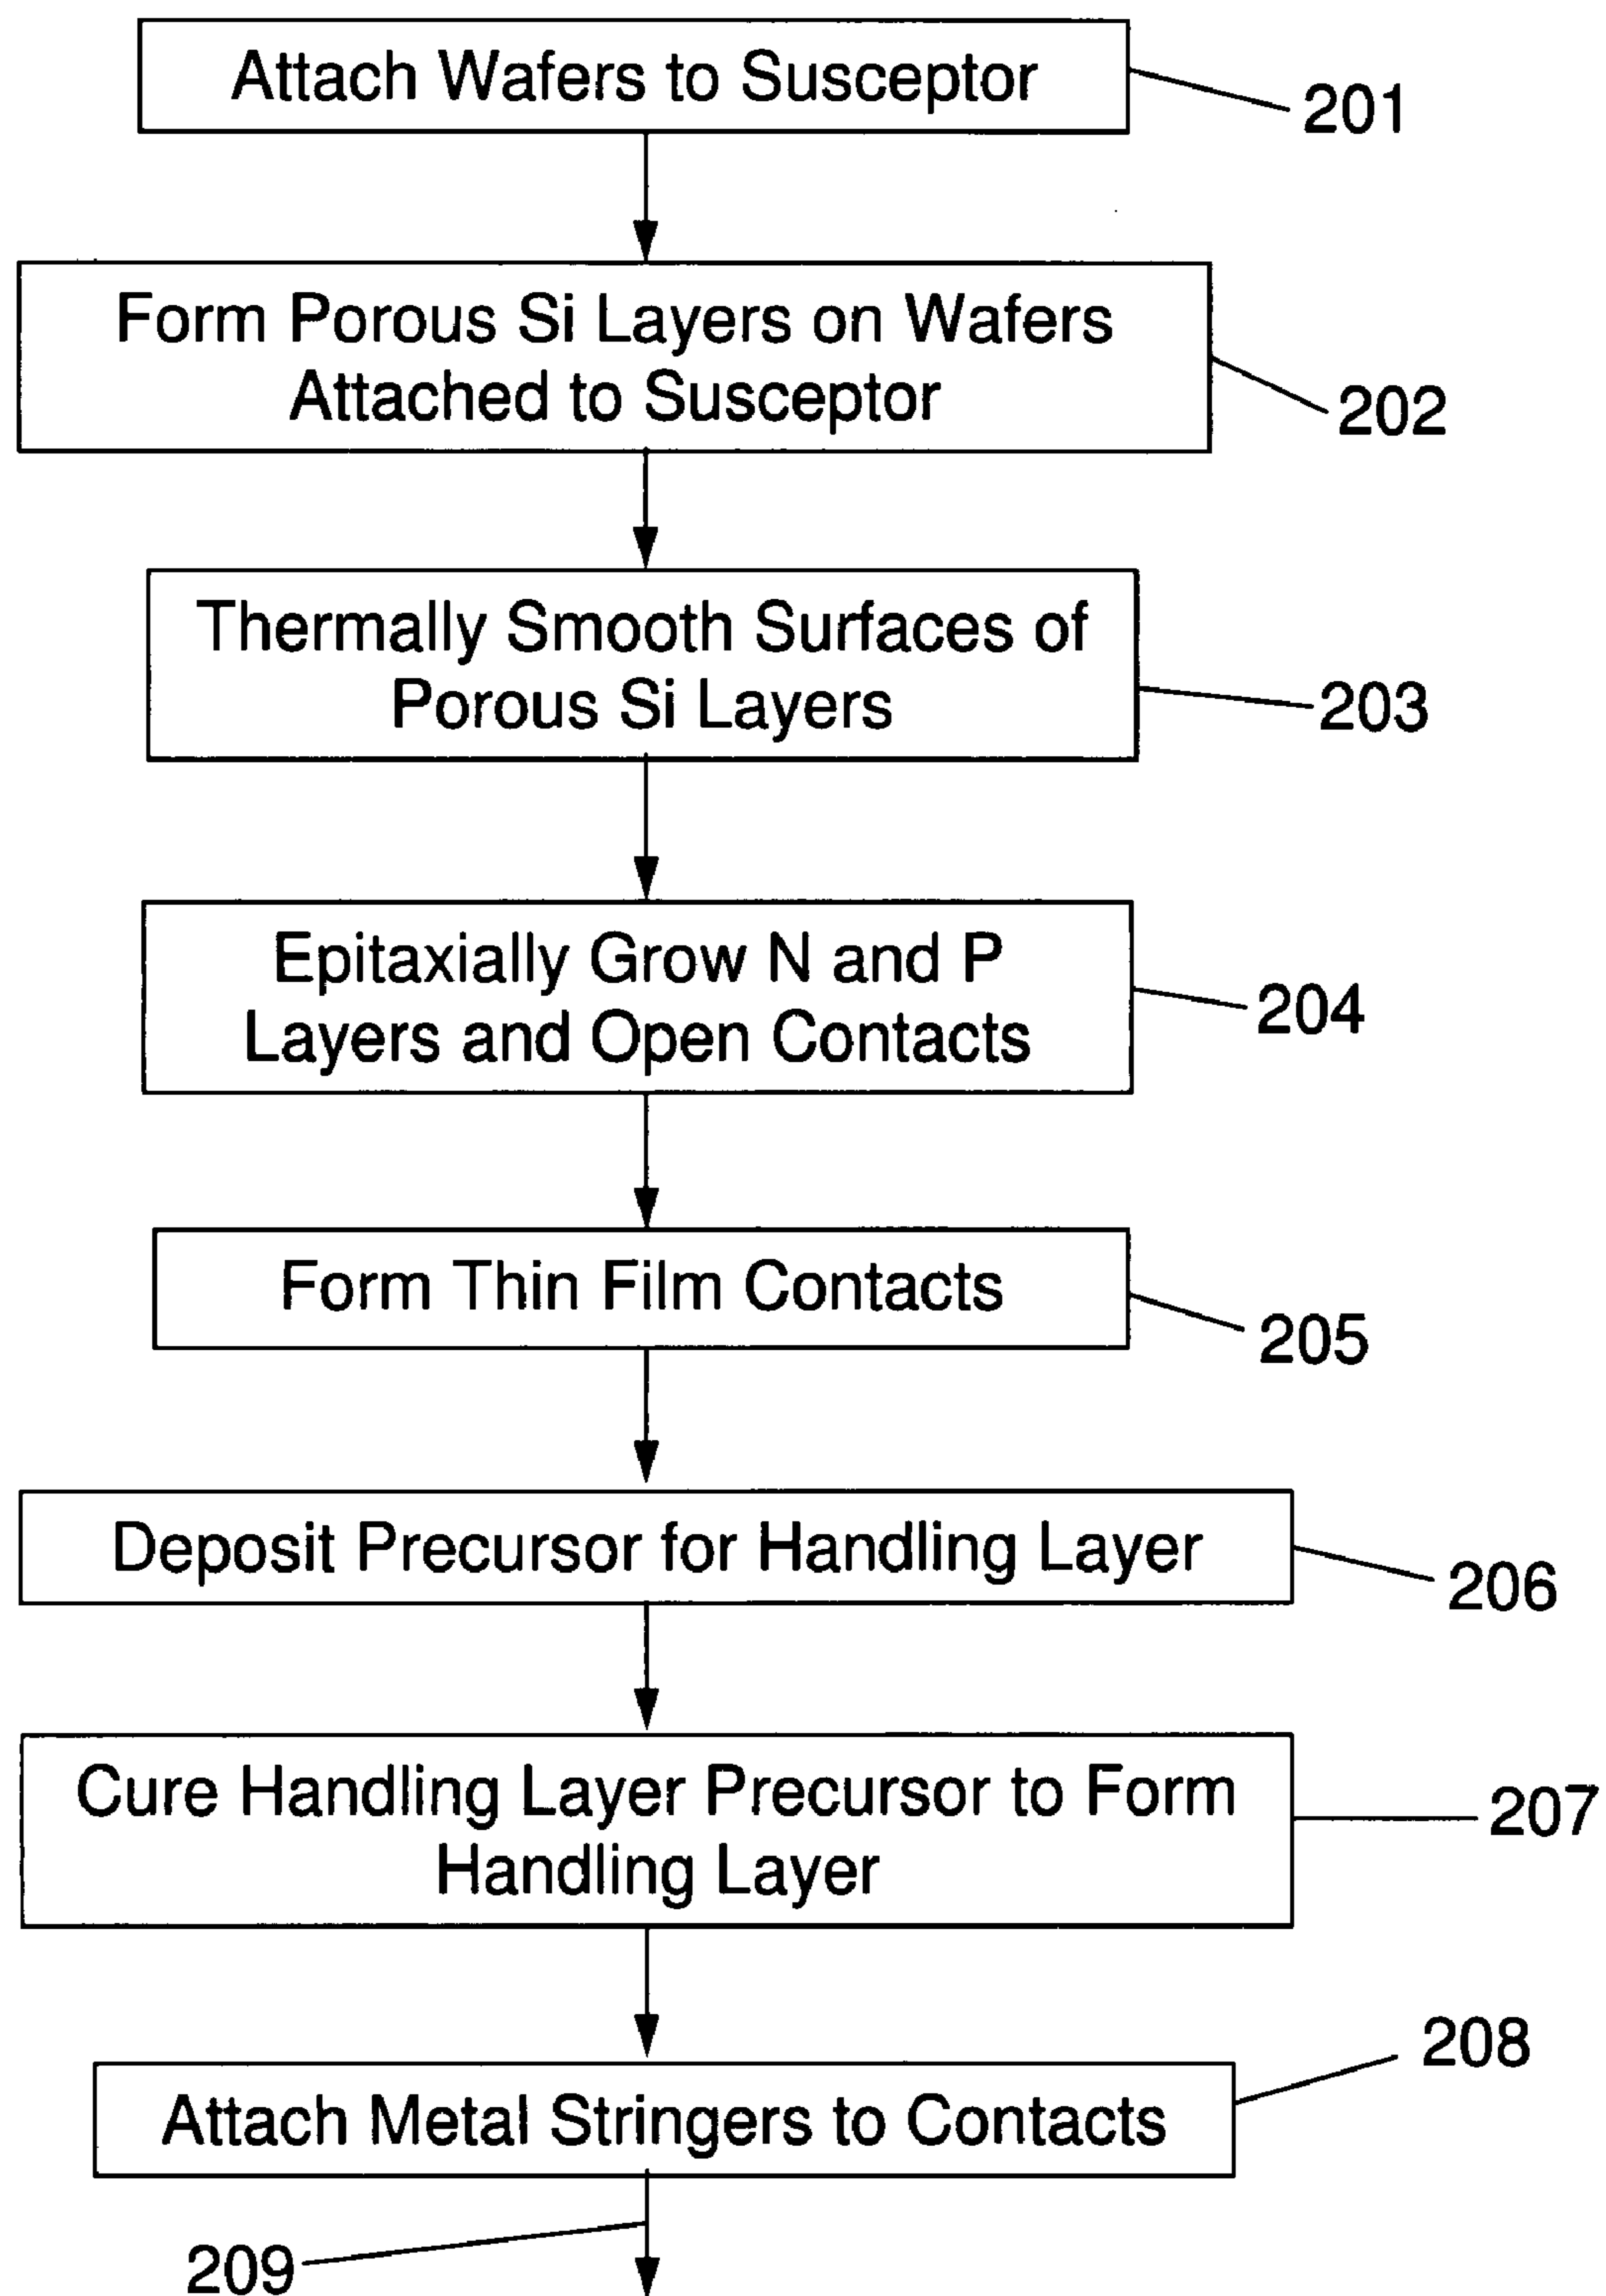 Attach Wafers to Susceptor
201
Form Porous Si Layers on Wafers
Attached to Susceptor
202
Thermally Smooth Surfaces of
Porous Si Layers
203
Epitaxially Grow N and P
Layers and Open Contacts
204
Form Thin Film Contacts
205
Deposit Precursor for Handling Layer
206
Cure Handling Layer Precursor to Form
Handling Layer
207
208
Attach Metal Stringers to Contacts
209